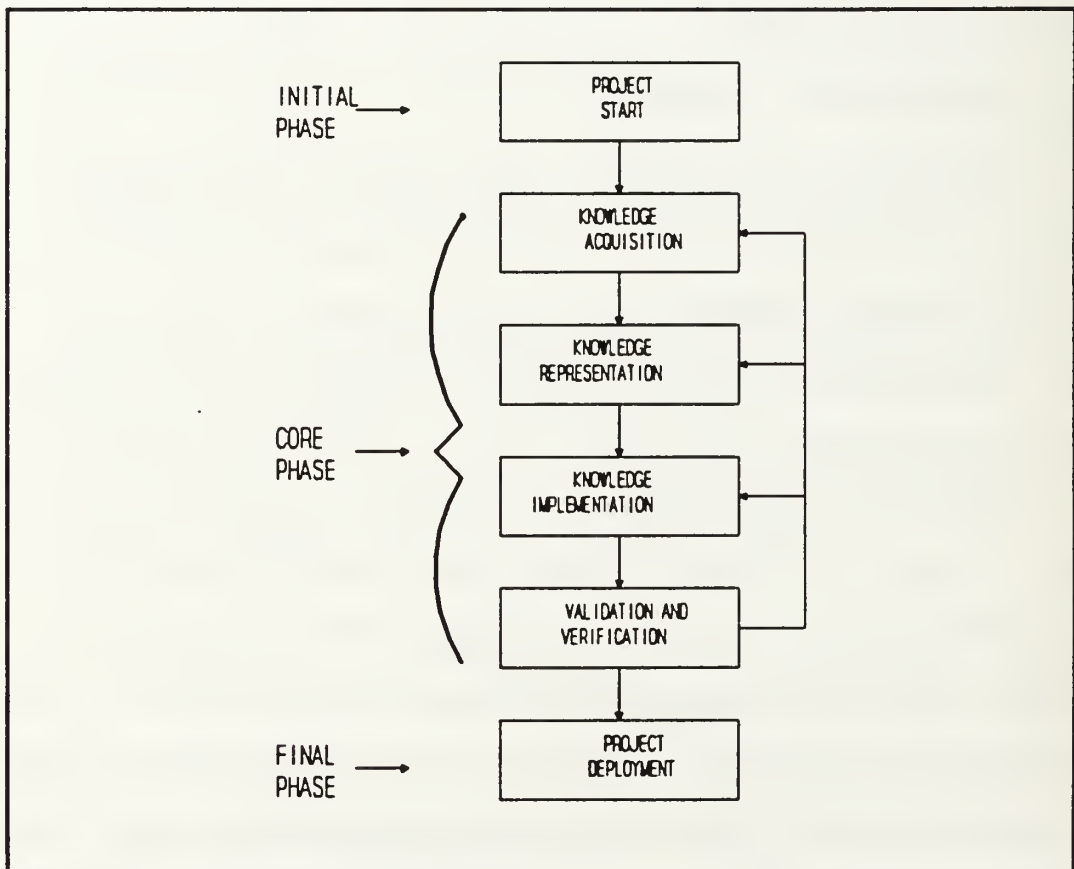 INITIAL
PHASE
PROJECT
START
KNOWLEDGE
ACQUISITION
KNOWLEDGE
REPRESENTATION
CORE
PHASE
KNOWLEDGE
IMPLEMENTATION
VALIDATION AND
VERIFICATION
FINAL
PHASE
PROJECT
DEPLOYMENT